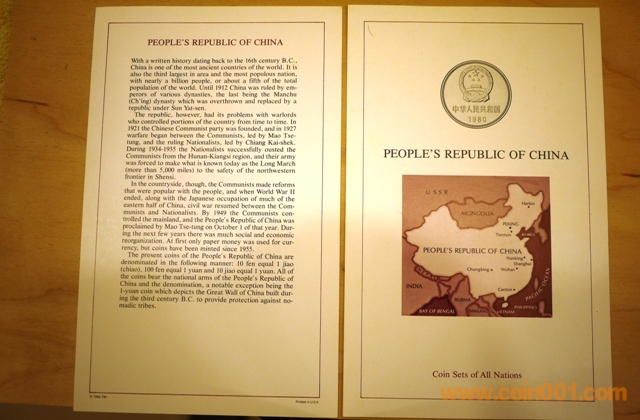 PEOPLE'S REPUBLIC OF CHINA
With a written history dating back to the 16th century B.C.,
China is one of the most ancient countries of the world. It is
also the third largest in area and the most populous nation,
with nearly a billion people, or about a fifth of the total
population of the world. Until 1912 China was ruled by em-
perors of various dynasties, the last being the Manchu
(Ch'ing) dynasty which was overthrown and replaced by a
republic under Sun Yat-sen.
The republic, however, had its problems with warlords
who controlled portions of the country from time to time. In
1921 the Chinese Communist party was founded, and in 1927
warfare began between the Communists, led by Mao Tse-
tung, and the ruling Nationalists, led by Chiang Kai-shek.
During 1934-1935 the Nationalists successfully ousted the
Communists from the Hunan-Kiangsi region, and their army
was forced to make what is known today as the Long March
(more than 5,000 miles) to the safety of the northwestern
frontier in Shensi.
In the countryside, though, the Communists made reforms
that were popular with the people, and when World War II
ended, along with the Japanese occupation of much of the
eastern half of China, civil war resumed between the Com-
munists and Nationalists. By 1949 the Communists con-
trolled the mainland, and the People's Republic of China was
proclaimed by Mao Tse-tung on October 1 of that year. Dur-
ing the next few years there was much social and economic
reorganization. At first only paper money was used for cur-
rency, but coins have been minted since 1955.
The present coins of the People's Republic of China are
denominated in the following manner: 10 fen equal 1 jiao
(chiao), 100 fen equal 1 yuan and 10 jiao equal 1 yuan. All of
the coins bear the national arms of the People's Republic of
China and the denomination, a notable exception being the
1-yuan coin which depicts the Great Wall of China built dur-
ing the third century B.C. to provide protection against no-
madic tribes.
Printed in U.S.A.
中华人民共和国
1980
PEOPLE'S REPUBLIC OF CHINA
USSR
MONGOLIA
Harbin
PEKING
Tientsin
PEOPLE'S REPUBLIC OF CHINA
Nanking
Shanghai
Chungking
Wuhan
INDIA
Canton
BURMA
PACIFIC OCEAN
BAY OF BENGAL
VIETNAM
PHILIPPINES
Coin Sets of All Nations
www.coin001.com